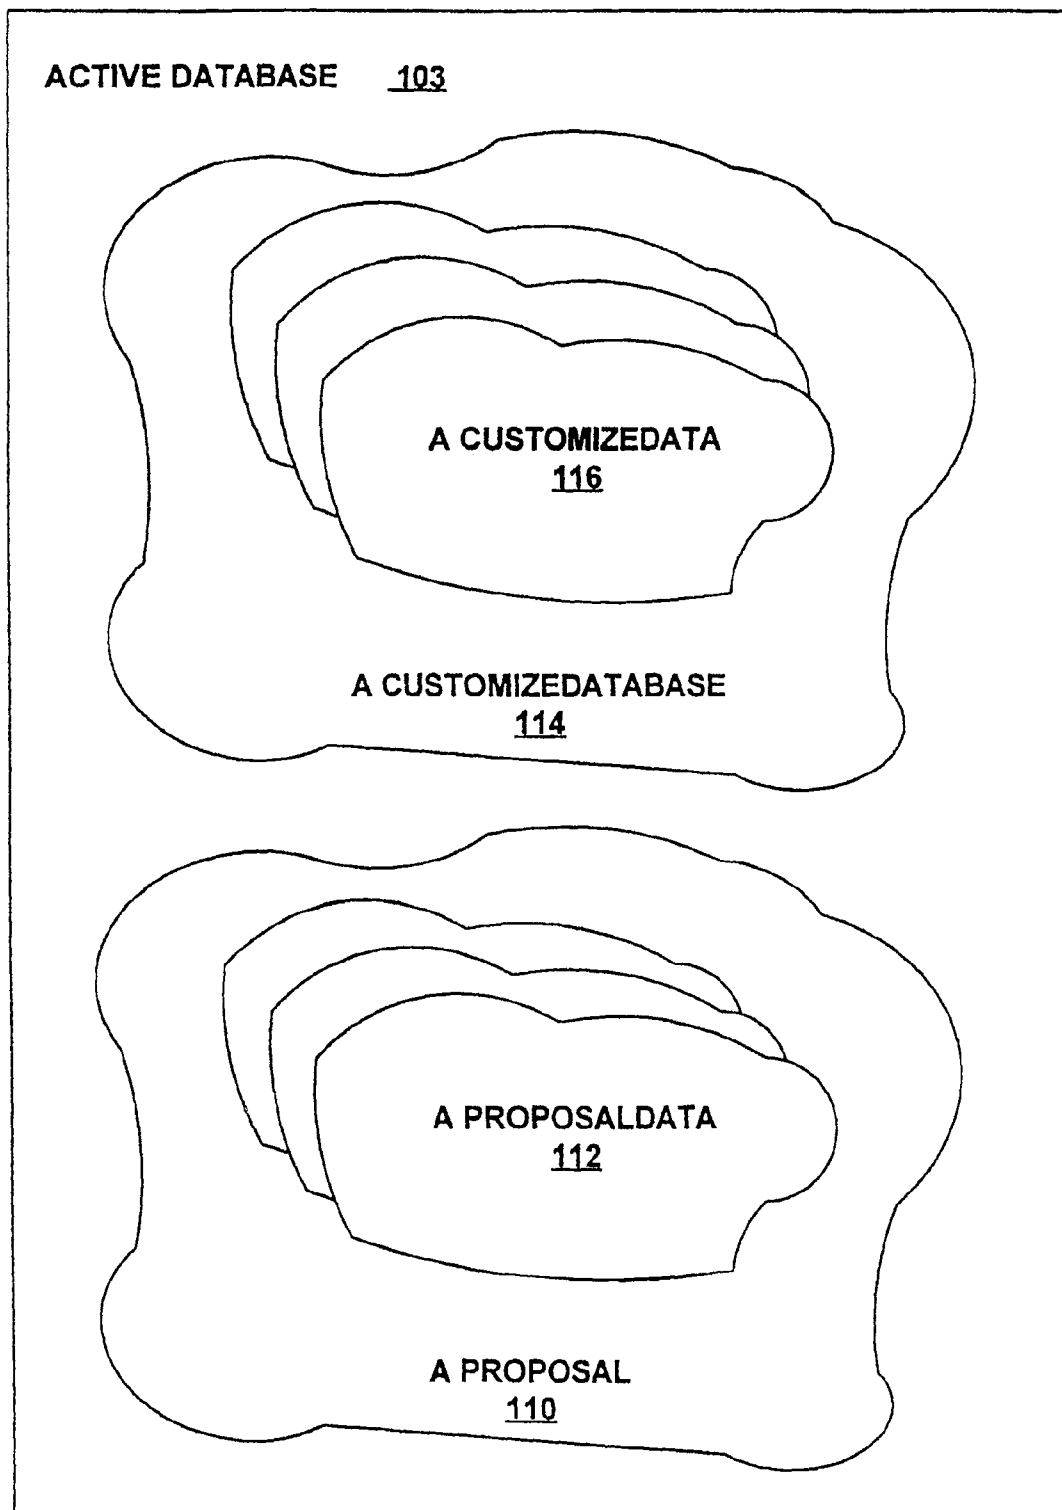 ACTIVE DATABASE 103
A CUSTOMIZEDATA
116
A CUSTOMIZEDATABASE
114
A PROPOSALDATA
112
A PROPOSAL
110